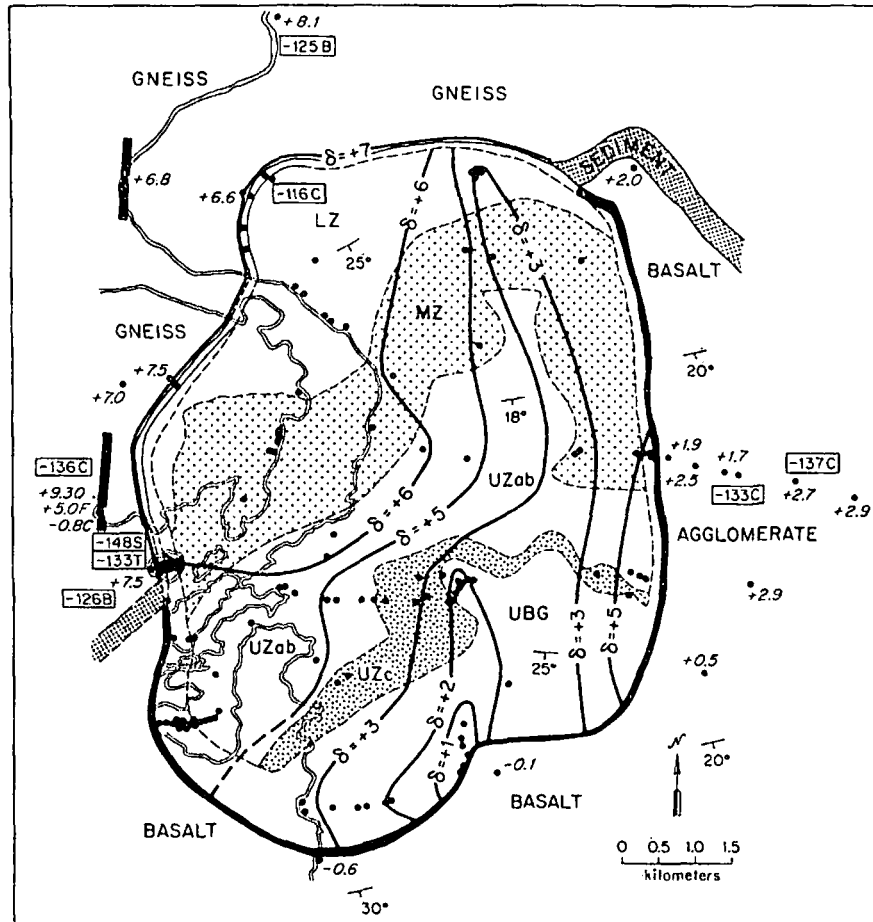 +8.1
-125B
GNEISS
GNEISS
δ=+7
SEDIMENT
+6.8
+6.6
-116C
δ=+6
+2.0
LZ
δ=+3
25°
BASALT
MZ
GNEISS
+7.5
+7.0
20°
18°
-136C
+1.9
+1.7
-137C
+9.3O
+2.5
-133C
+2.7
+5.0F
UZab
+2.9
-0.8C
δ=+6
δ=+5
AGGLOMERATE
-148S
-133T
+7.5
-126B
+2.9
UBG
δ=+3
δ=+5
UZab
25°
UZc
+0.5
δ=+2
δ=+3
δ=+1
N
-0.1
20°
BASALT
BASALT
0 0.5 1.0 1.5
kilometers
-0.6
30°